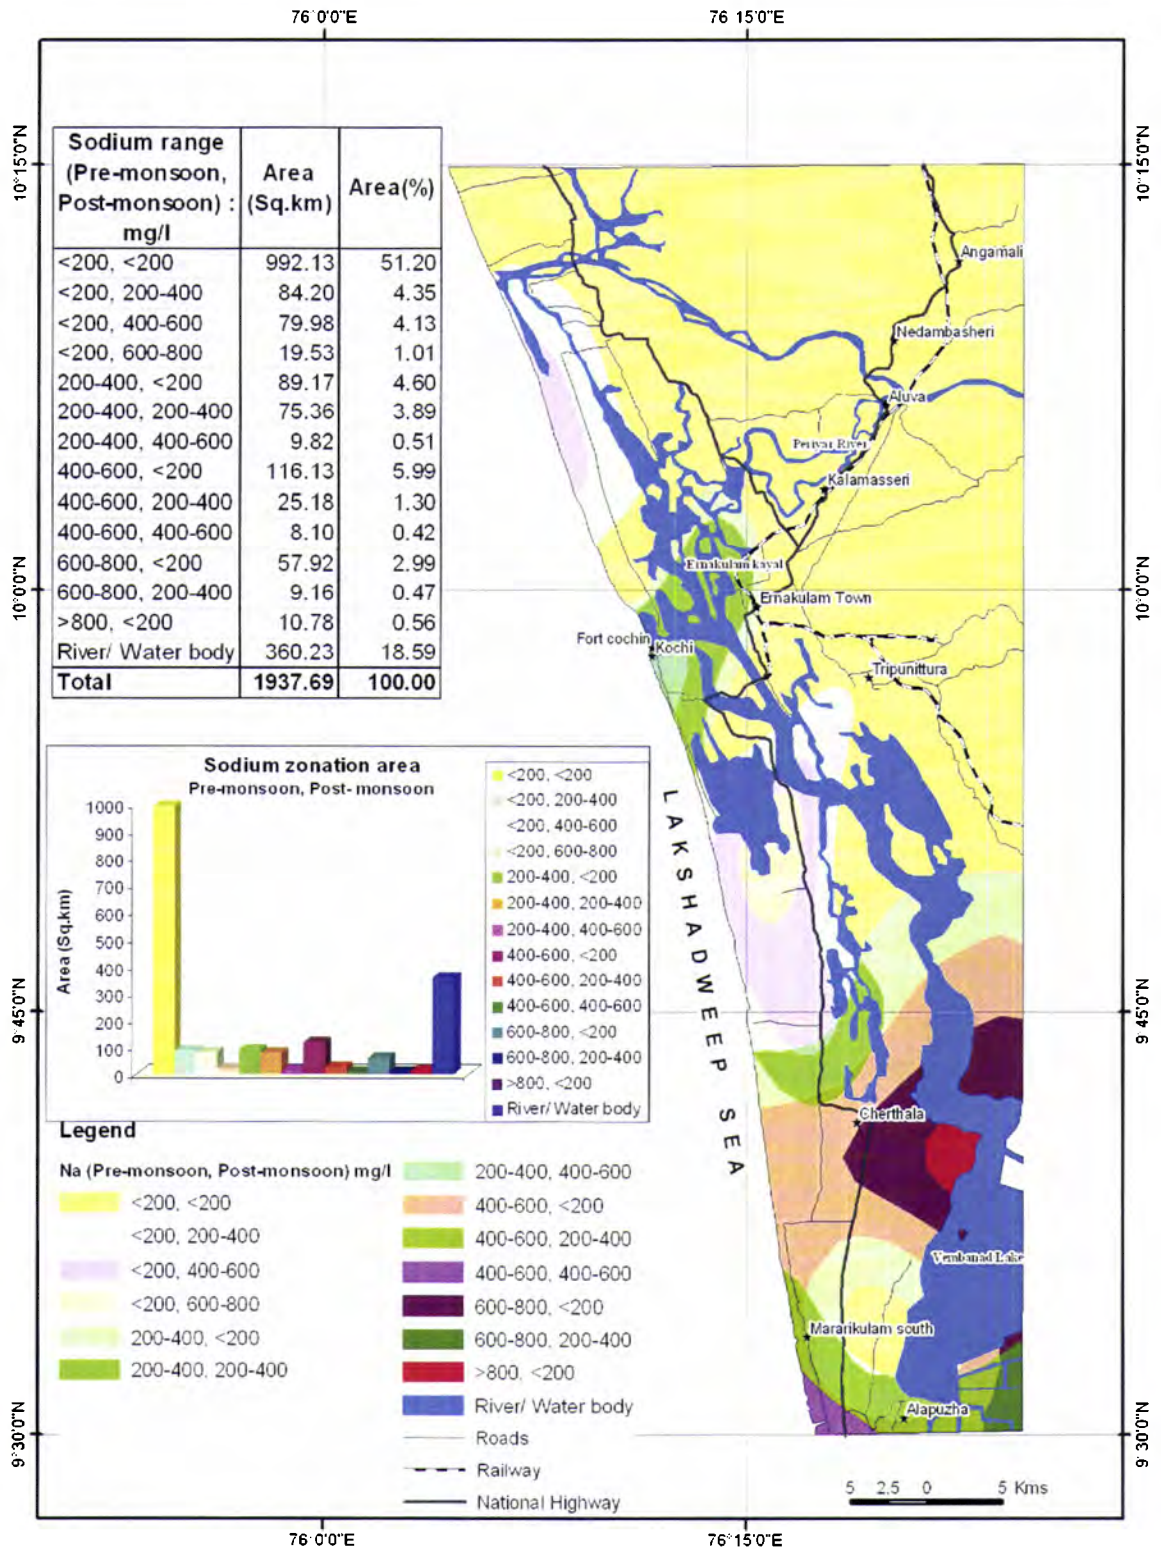 76°0'0"E 76°15'0"E
10°15'0"N 10°15'0"N
Sodium range (Pre-monsoon, Post-monsoon) : mg/l Area (Sq.km) Area(%)
<200, <200 992.13 51.20
<200, 200-400 84.20 4.35
<200, 400-600 79.98 4.13
<200, 600-800 19.53 1.01
200-400, <200 89.17 4.60
200-400, 200-400 75.36 3.89
200-400, 400-600 9.82 0.51
400-600, <200 116.13 5.99
400-600, 200-400 25.18 1.30
400-600, 400-600 8.10 0.42
600-800, <200 57.92 2.99
600-800, 200-400 9.16 0.47
>800, <200 10.78 0.56
River/ Water body 360.23 18.59
Total 1937.69 100.00
Angamali
Nedambasheri
Aluva
Periyar River
Kalamasseri
Ernakulam kayal
10°0'0"N 10°0'0"N
Ernakulam Town
Fort cochin
Kochi
Tripunittura
LAKSHADWEEP SEA
Sodium zonation area
Pre-monsoon, Post- monsoon
Area (Sq.km)
1000
900
800
700
600
500
400
300
200
100
0
<200, <200
<200, 200-400
<200, 400-600
<200, 600-800
200-400, <200
200-400, 200-400
200-400, 400-600
400-600, <200
400-600, 200-400
400-600, 400-600
600-800, <200
600-800, 200-400
>800, <200
River/ Water body
9°45'0"N 9°45'0"N
Cherthala
Vembanad Lake
Mararikulam south
Alapuzha
Legend
Na (Pre-monsoon, Post-monsoon) mg/l
<200, <200
<200, 200-400
<200, 400-600
<200, 600-800
200-400, <200
200-400, 200-400
200-400, 400-600
400-600, <200
400-600, 200-400
400-600, 400-600
600-800, <200
600-800, 200-400
>800, <200
River/ Water body
Roads
Railway
National Highway
9°30'0"N 9°30'0"N
5 2.5 0 5 Kms
76°0'0"E 76°15'0"E